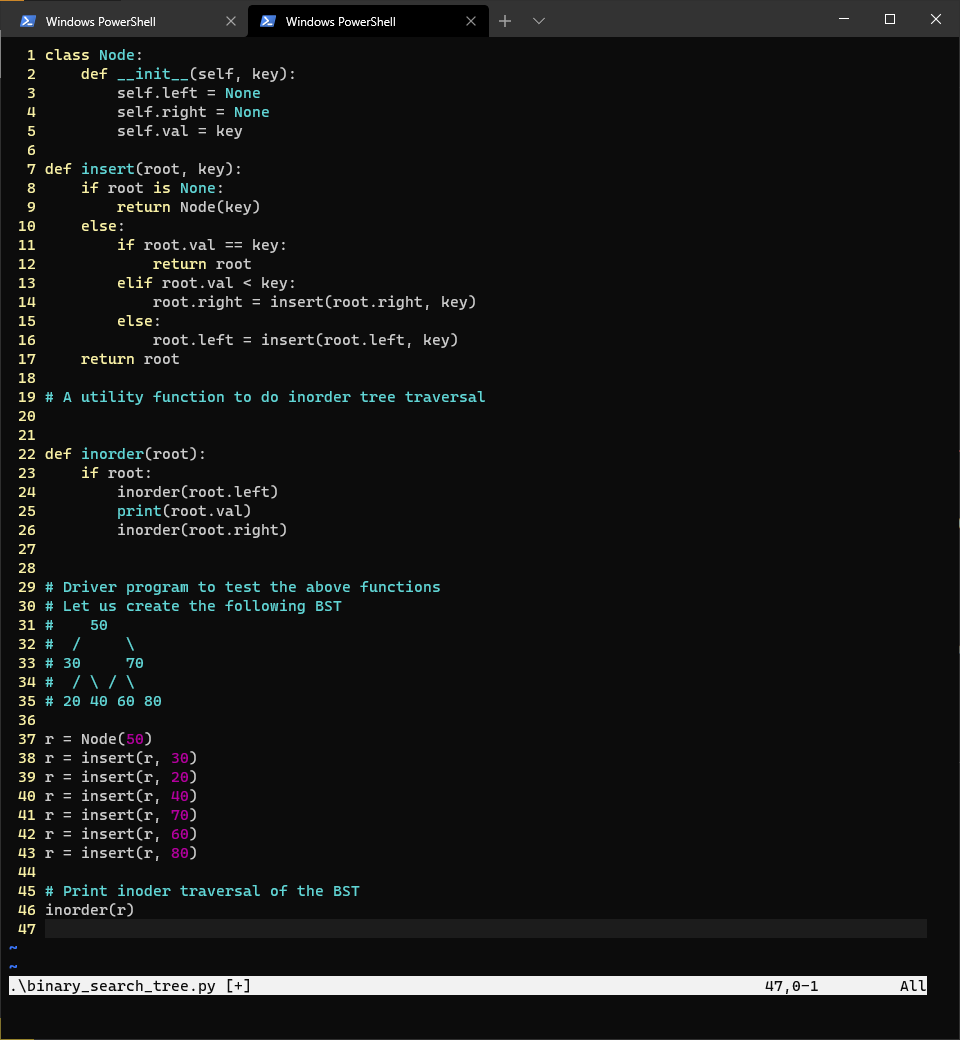 Windows PowerShell Windows PowerShell
1 class Node:
2     def __init__(self, key):
3         self.left = None
4         self.right = None
5         self.val = key
6
7 def insert(root, key):
8     if root is None:
9         return Node(key)
10     else:
11         if root.val == key:
12             return root
13         elif root.val < key:
14             root.right = insert(root.right, key)
15         else:
16             root.left = insert(root.left, key)
17     return root
18
19 # A utility function to do inorder tree traversal
20
21
22 def inorder(root):
23     if root:
24         inorder(root.left)
25         print(root.val)
26         inorder(root.right)
27
28
29 # Driver program to test the above functions
30 # Let us create the following BST
31 #    50
32 #  /     \
33 # 30     70
34 #  / \ / \
35 # 20 40 60 80
36
37 r = Node(50)
38 r = insert(r, 30)
39 r = insert(r, 20)
40 r = insert(r, 40)
41 r = insert(r, 70)
42 r = insert(r, 60)
43 r = insert(r, 80)
44
45 # Print inoder traversal of the BST
46 inorder(r)
47
~
~
.\binary_search_tree.py [+] 47,0-1 All